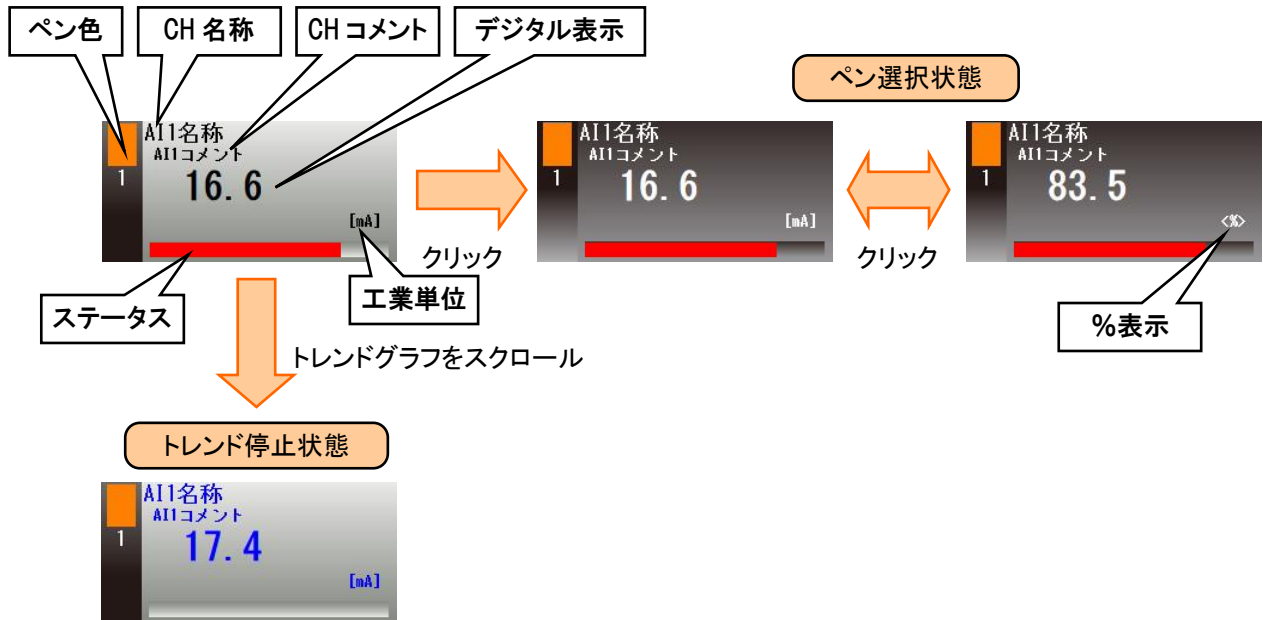 ペン色
CH 名称
CH コメント
デジタル表示
ペン選択状態
AI1名称
AI1コメント
1
16.6
[mA]
AI1名称
AI1コメント
1
16.6
[mA]
AI1名称
AI1コメント
1
83.5
<%>
クリック
クリック
ステータス
工業単位
%表示
トレンドグラフをスクロール
トレンド停止状態
AI1名称
AI1コメント
1
17.4
[mA]